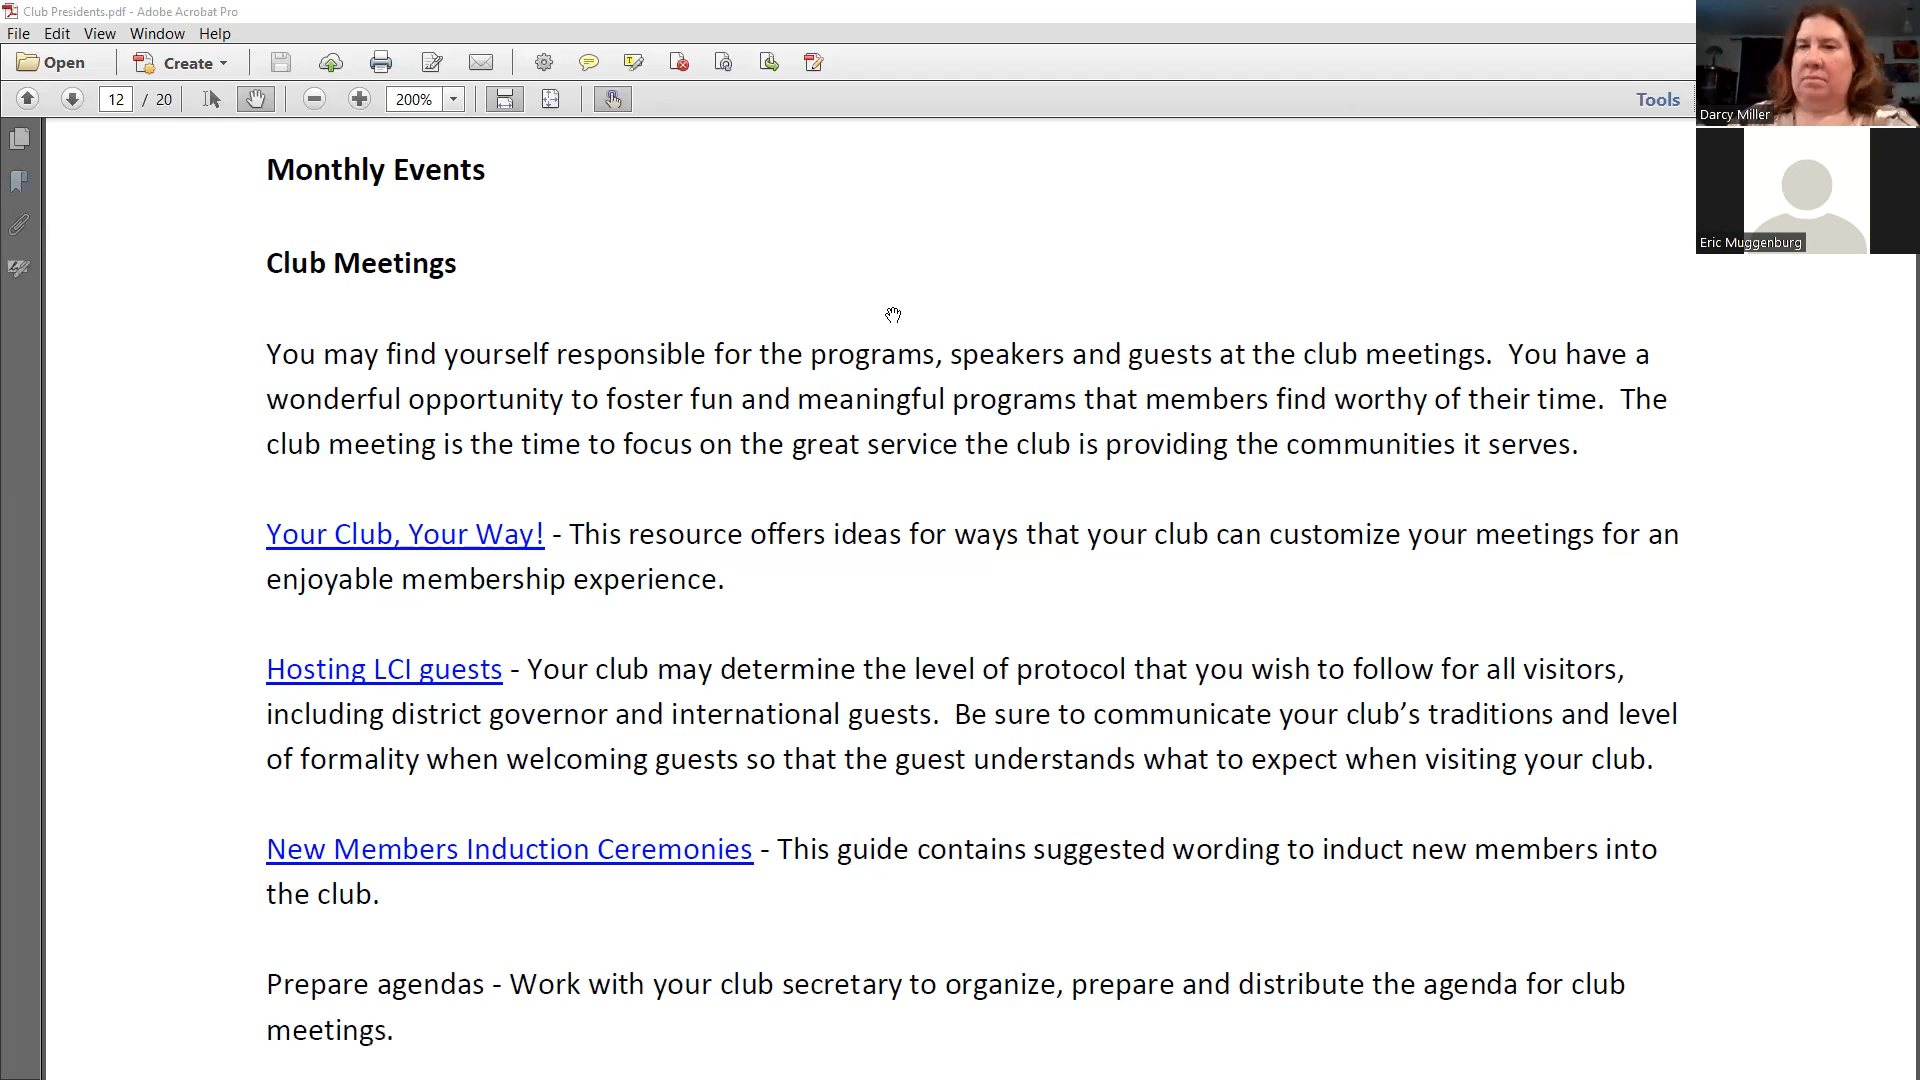 Club Presidents.pdf - Adobe Acrobat Pro
File Edit View Window Help
Open Create
12 / 20 200% Tools
Darcy Miller
Eric Muggenburg
Monthly Events
Club Meetings
You may find yourself responsible for the programs, speakers and guests at the club meetings. You have a
wonderful opportunity to foster fun and meaningful programs that members find worthy of their time. The
club meeting is the time to focus on the great service the club is providing the communities it serves.
Your Club, Your Way! - This resource offers ideas for ways that your club can customize your meetings for an
enjoyable membership experience.
Hosting LCI guests - Your club may determine the level of protocol that you wish to follow for all visitors,
including district governor and international guests. Be sure to communicate your club’s traditions and level
of formality when welcoming guests so that the guest understands what to expect when visiting your club.
New Members Induction Ceremonies - This guide contains suggested wording to induct new members into
the club.
Prepare agendas - Work with your club secretary to organize, prepare and distribute the agenda for club
meetings.